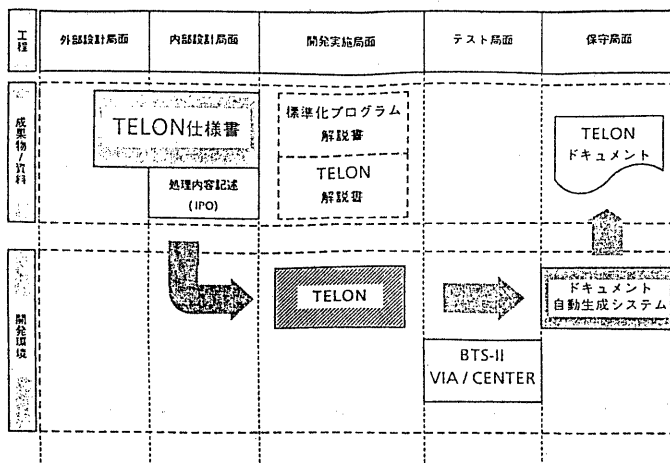 工程
外部設計局面
内部設計局面
開発実施局面
テスト局面
保守局面
成果物/資料
TELON仕様書
処理内容記述
(IPO)
標準化プログラム
解説書
TELON
解説書
TELON
ドキュメント
開発環境
TELON
BTS-II
VIA / CENTER
ドキュメント
自動生成システム